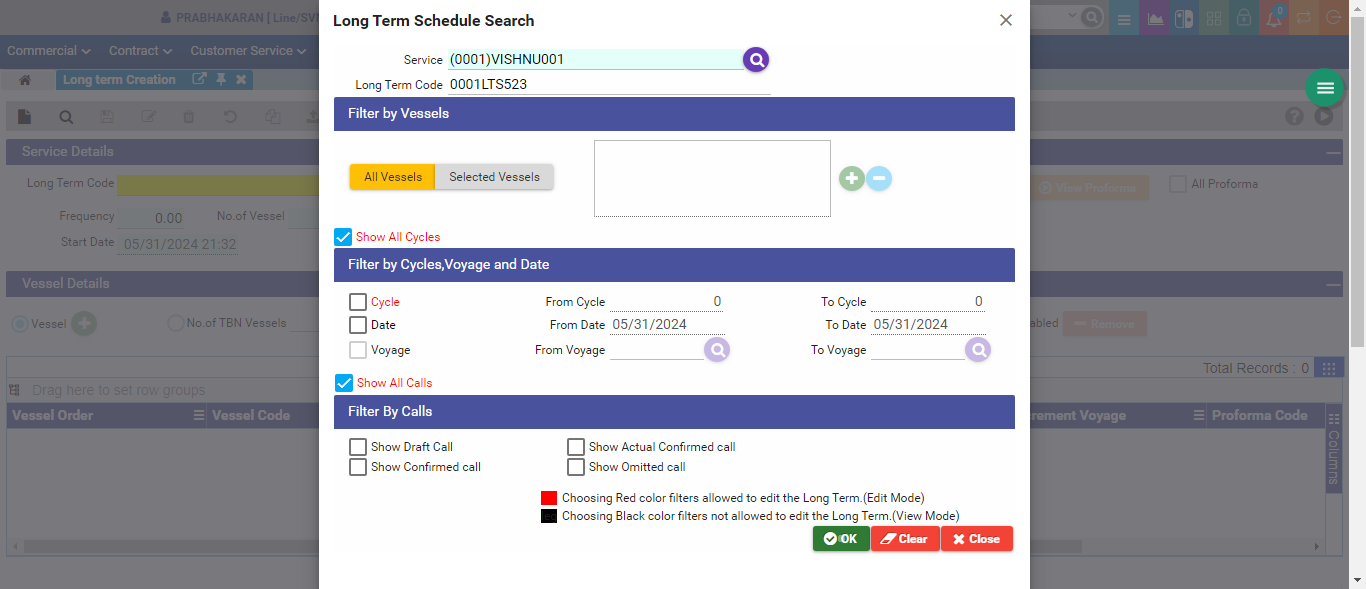 Long Term Schedule Search
PRABHAKARAN | Line/SVN
0
Commercial Contract Customer Service
Service (0001)VISHNU001
Long term Creation
Long Term Code 0001LTS523
Filter by Vessels
Service Details
All Vessels Selected Vessels
Long Term Code
View Proforma All Proforma
Frequency 0.00 No.of Vessel
Start Date 05/31/2024 21:32
Show All Cycles
Filter by Cycles,Voyage and Date
Vessel Details
Cycle From Cycle 0 To Cycle 0
Vessel No.of TBN Vessels abled Remove
Date From Date 05/31/2024 To Date 05/31/2024
Voyage From Voyage To Voyage
Total Records : 0
Show All Calls
Drag here to set row groups
Filter By Calls
Vessel Order Vessel Code rement Voyage Proforma Code
Columns
Show Draft Call Show Actual Confirmed call
Show Confirmed call Show Omitted call
Choosing Red color filters allowed to edit the Long Term.(Edit Mode)
Choosing Black color filters not allowed to edit the Long Term.(View Mode)
OK Clear Close